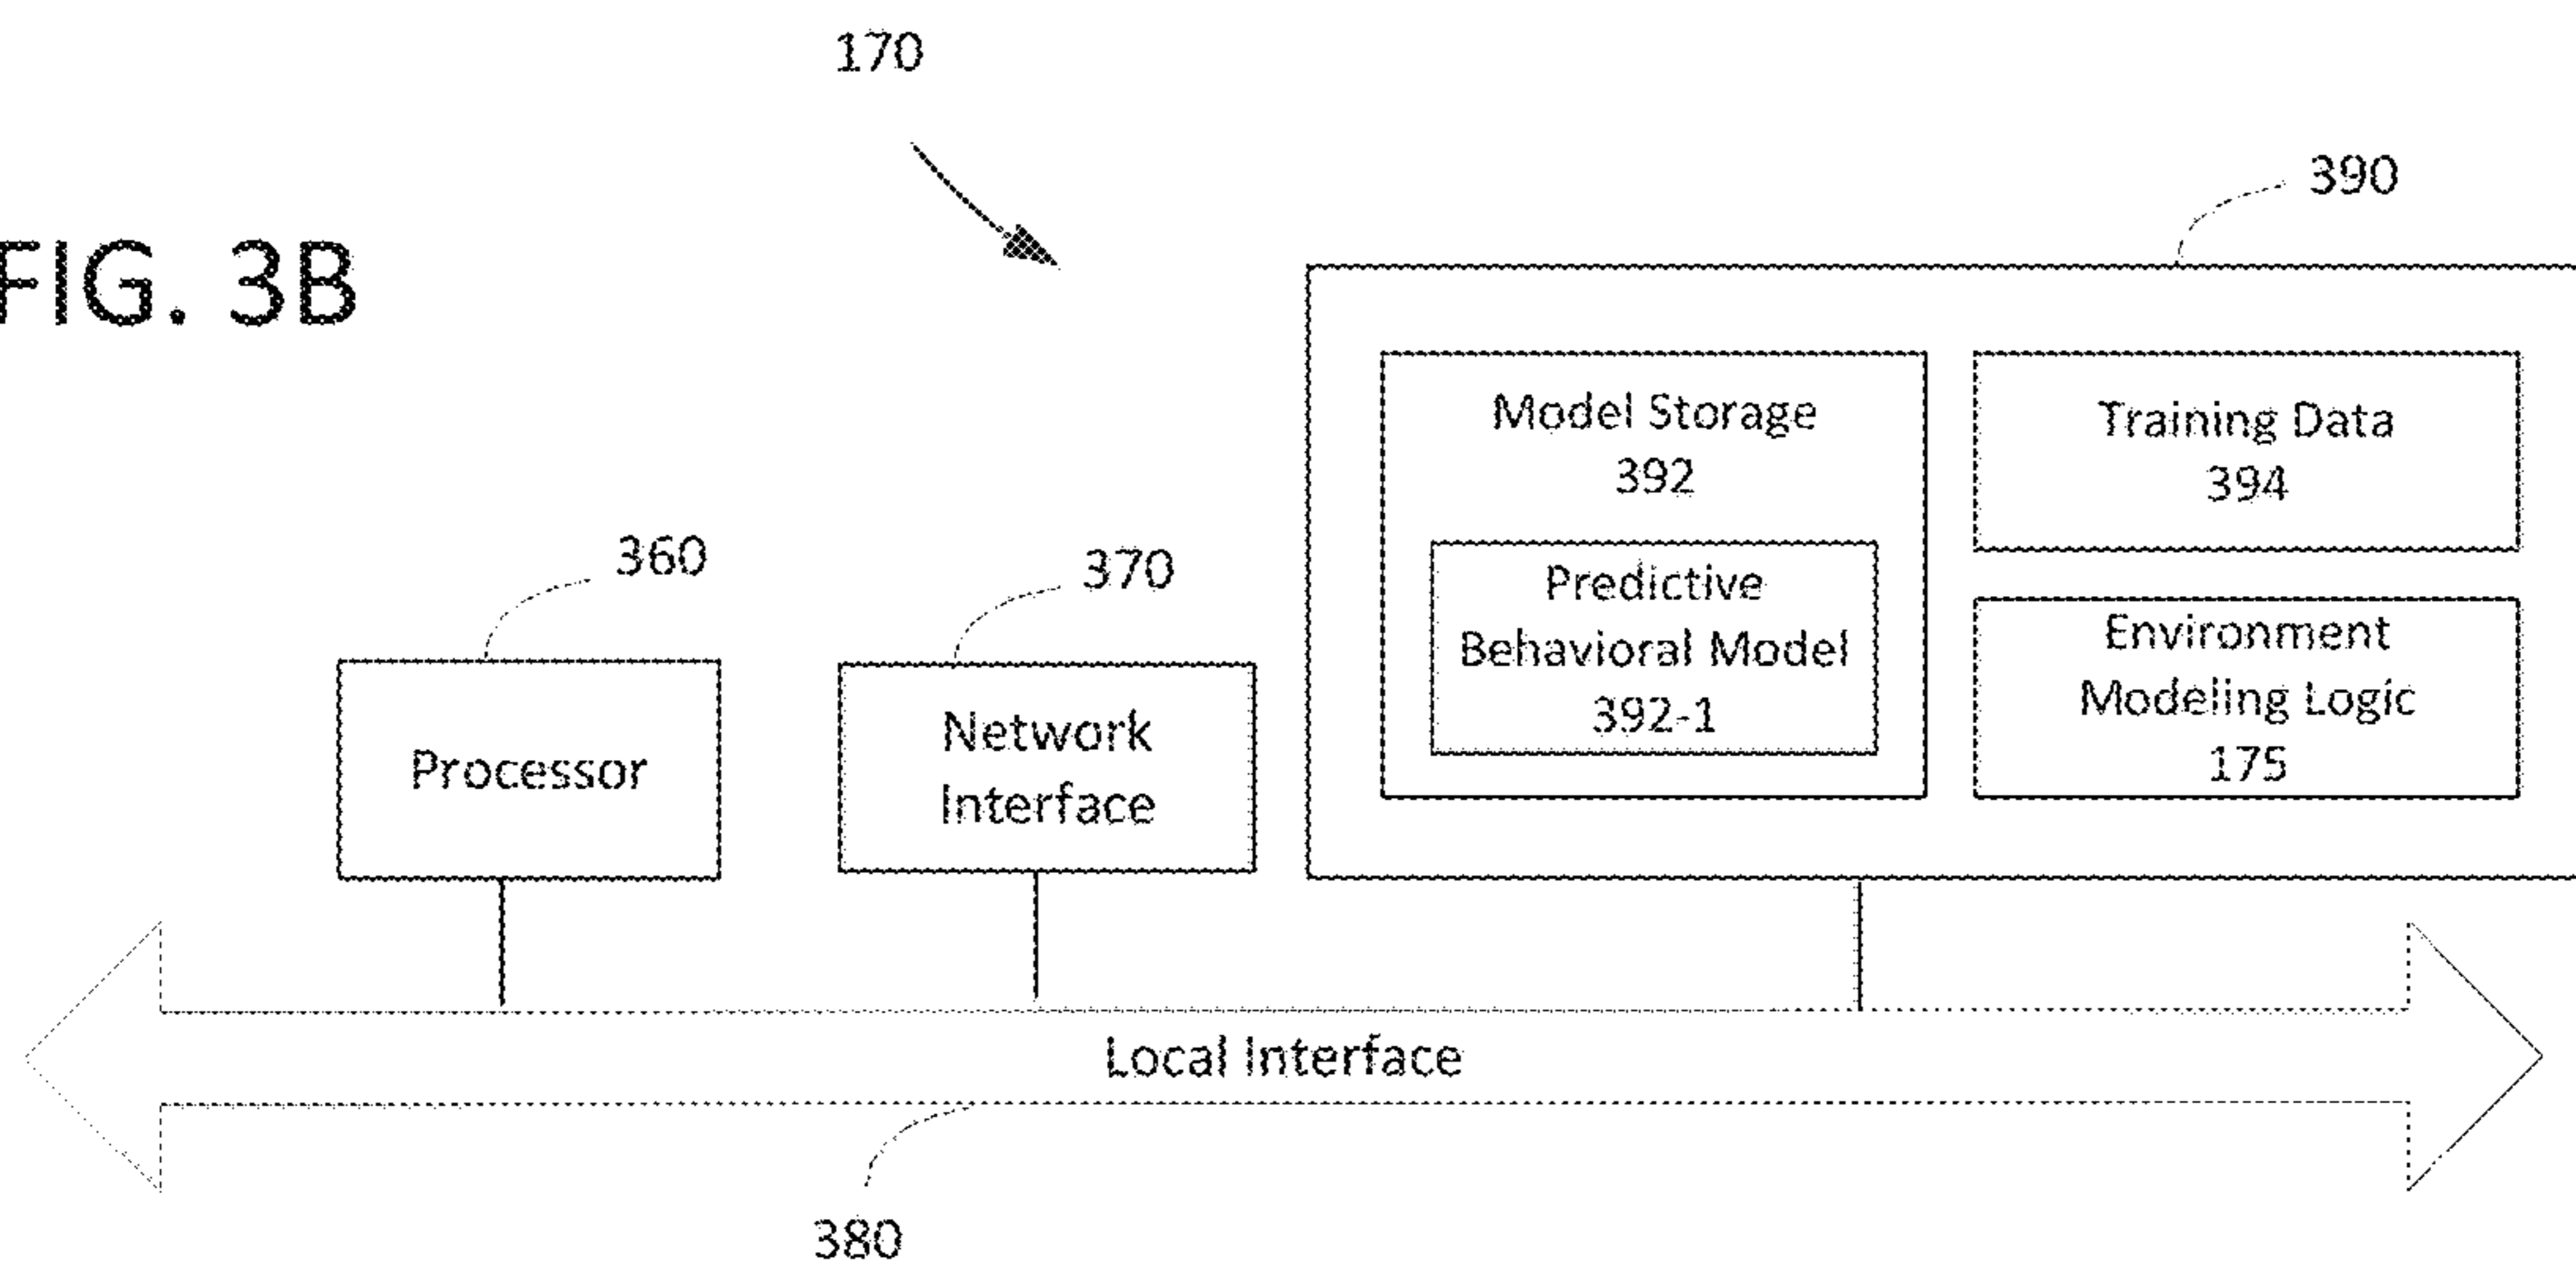 170
390
FIG. 3B
Model Storage
392
Training Data
394
360
370
Predictive
Behavioral Model
392-1
Environment
Modeling Logic
175
Processor
Network
Interface
Local Interface
380